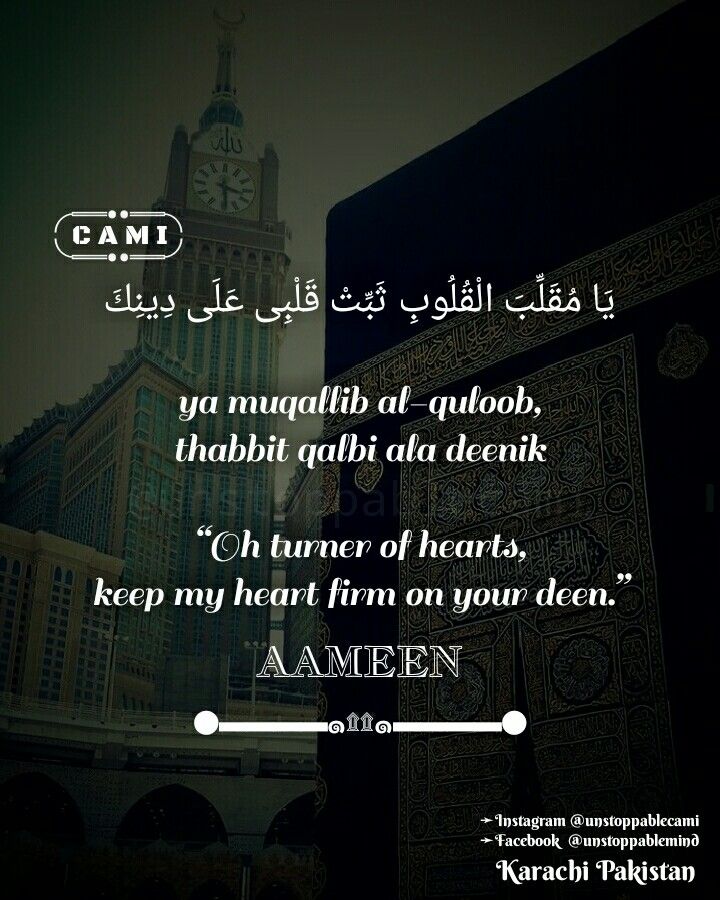 الله
CAMI
يَا مُقَلِّبَ الْقُلُوبِ ثَبِّتْ قَلْبِى عَلَى دِينِكَ
ya muqallib al-quloob,
thabbit qalbi ala deenik
“Oh turner of hearts,
keep my heart firm on your deen.”
AAMEEN
Instagram @unstoppablecami
Facebook @unstoppablemind
Karachi Pakistan